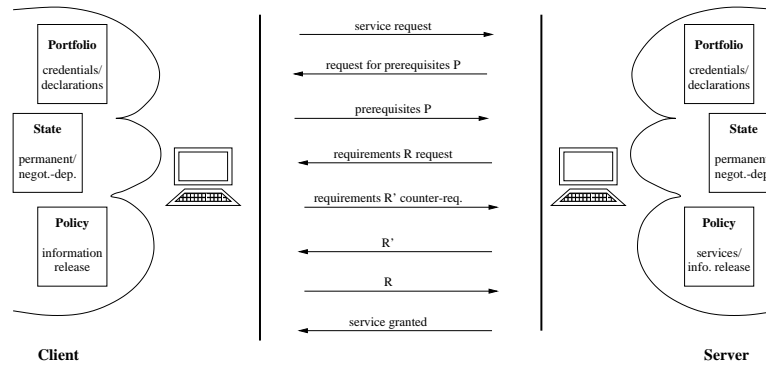 Portfolio
credentials/
declarations
State
permanent/
negot.-dep.
Policy
information
release
Client
service request
request for prerequisites P
prerequisites P
requirements R request
requirements R' counter-req.
R'
R
service granted
Portfolio
credentials/
declarations
State
permanent
negot.-dep
Policy
services/
info. release
Server